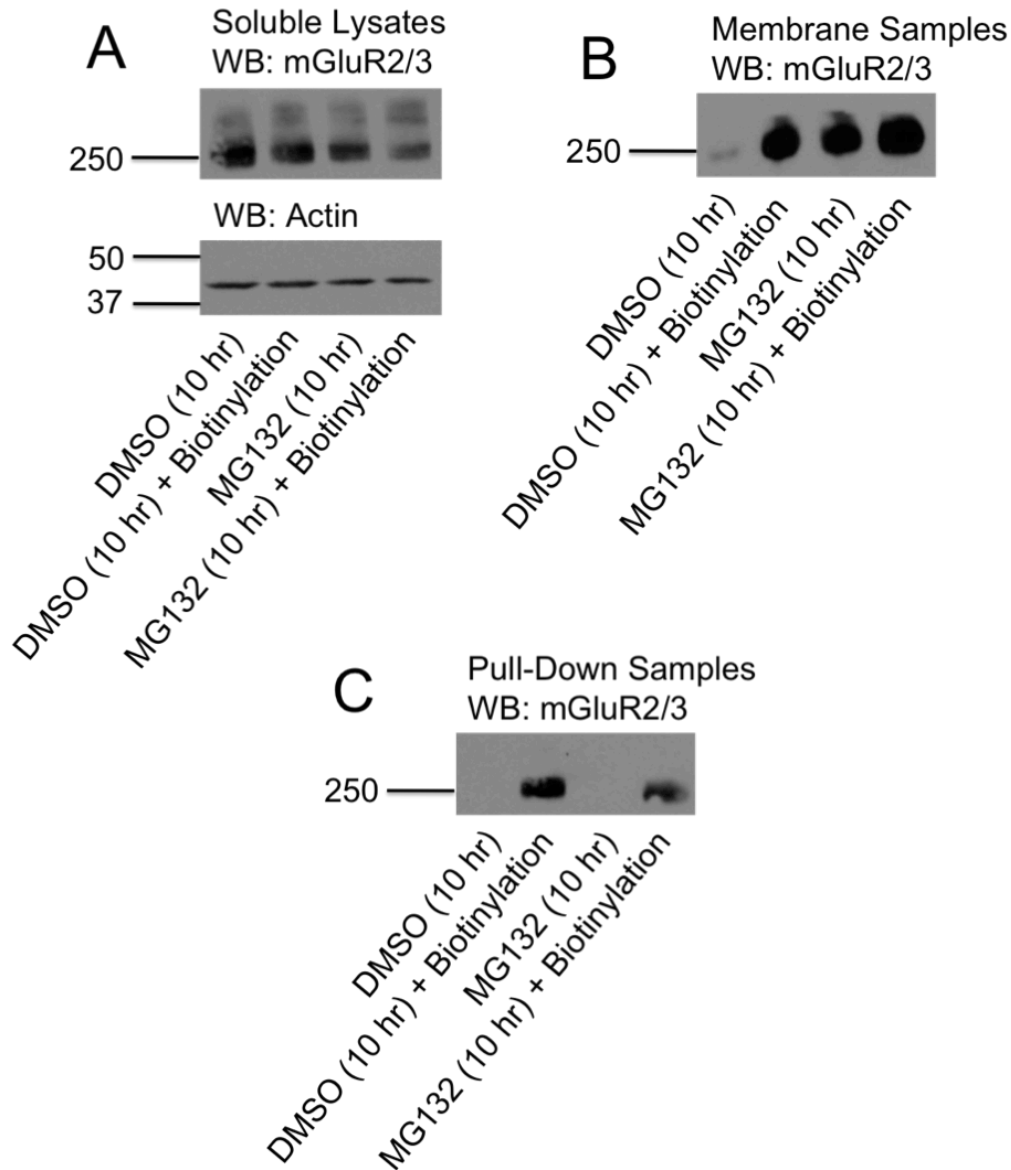 A
Soluble Lysates
WB: mGluR2/3
250
WB: Actin
50
37
DMSO (10 hr)
DMSO (10 hr) + Biotinylation
MG132 (10 hr)
MG132 (10 hr) + Biotinylation
B
Membrane Samples
WB: mGluR2/3
250
DMSO (10 hr)
DMSO (10 hr) + Biotinylation
MG132 (10 hr)
MG132 (10 hr) + Biotinylation
C
Pull-Down Samples
WB: mGluR2/3
250
DMSO (10 hr)
DMSO (10 hr) + Biotinylation
MG132 (10 hr)
MG132 (10 hr) + Biotinylation